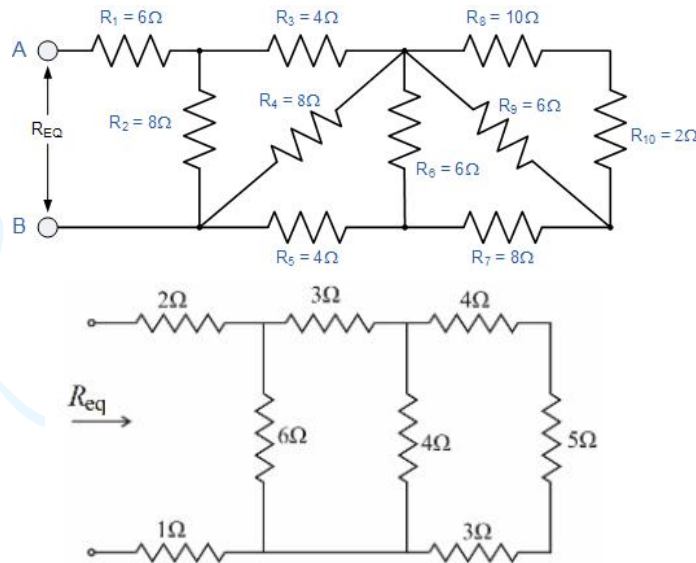 R₃ = 4Ω
R₈ = 10Ω
R₁ = 6Ω
A
R₄ = 8Ω
R₉ = 6Ω
R₂ = 8Ω
R_EQ
R₁₀ = 2Ω
R₆ = 6Ω
B
R₅ = 4Ω
R₇ = 8Ω
2Ω
3Ω
4Ω
R_eq
6Ω
4Ω
5Ω
1Ω
3Ω